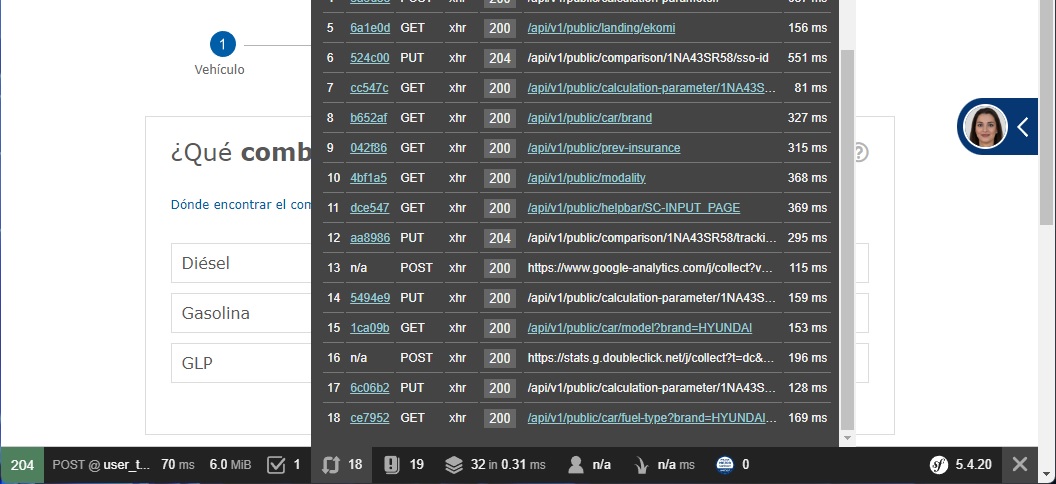 5 6a1e0d GET xhr 200 /api/v1/public/landing/ekomi 156 ms
6 524c00 PUT xhr 204 /api/v1/public/comparison/1NA43SR58/sso-id 551 ms
7 cc547c GET xhr 200 /api/v1/public/calculation-parameter/1NA43S... 81 ms
8 b652af GET xhr 200 /api/v1/public/car/brand 327 ms
9 042f86 GET xhr 200 /api/v1/public/prev-insurance 315 ms
10 4bf1a5 GET xhr 200 /api/v1/public/modality 368 ms
11 dce547 GET xhr 200 /api/v1/public/helpbar/SC-INPUT_PAGE 369 ms
12 aa8986 PUT xhr 204 /api/v1/public/comparison/1NA43SR58/tracki... 295 ms
13 n/a POST xhr 200 https://www.google-analytics.com/j/collect?v... 115 ms
14 5494e9 PUT xhr 200 /api/v1/public/calculation-parameter/1NA43S... 159 ms
15 1ca09b GET xhr 200 /api/v1/public/car/model?brand=HYUNDAI 153 ms
16 n/a POST xhr 200 https://stats.g.doubleclick.net/j/collect?t=dc&... 196 ms
17 6c06b2 PUT xhr 200 /api/v1/public/calculation-parameter/1NA43S... 128 ms
18 ce7952 GET xhr 200 /api/v1/public/car/fuel-type?brand=HYUNDAI... 169 ms
1
Vehículo
¿Qué comb
?
Dónde encontrar el com
Diésel
Gasolina
GLP
204 POST @ user_t... 70 ms 6.0 MiB 1 18 19 32 in 0.31 ms n/a n/a ms 0 sf 5.4.20